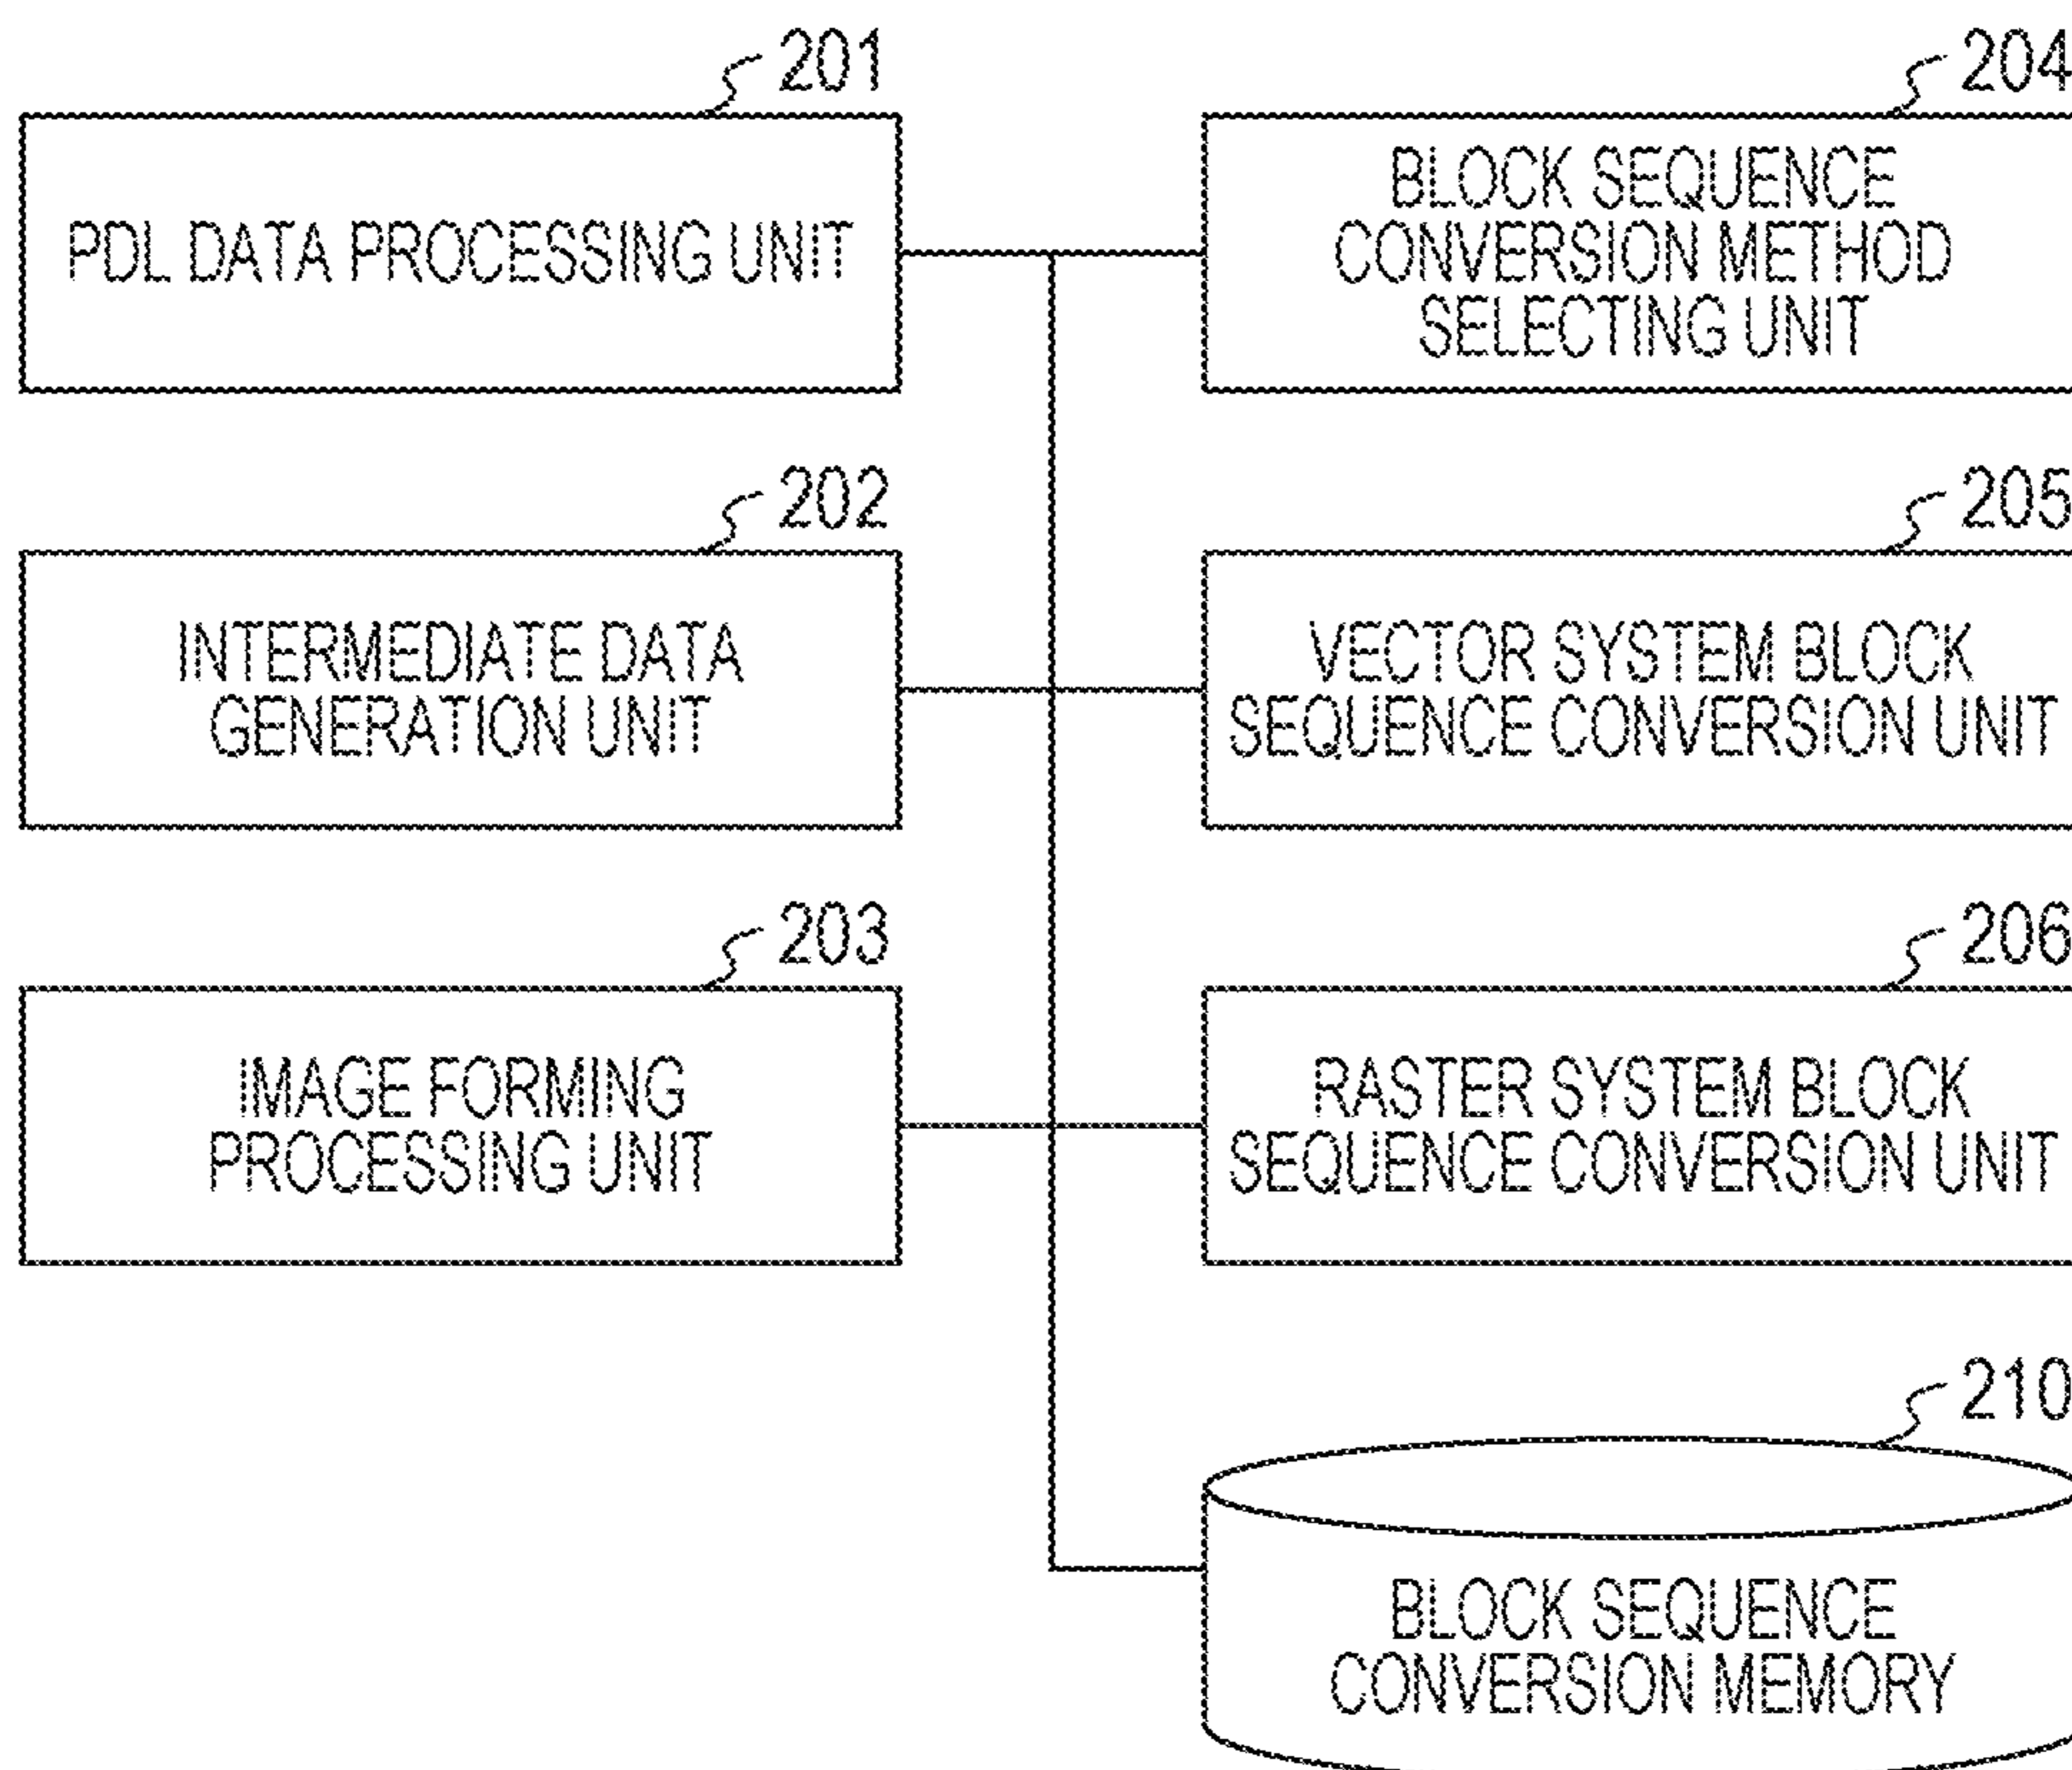 201
PDL DATA PROCESSING UNIT
202
INTERMEDIATE DATA
GENERATION UNIT
203
IMAGE FORMING
PROCESSING UNIT
204
BLOCK SEQUENCE
CONVERSION METHOD
SELECTING UNIT
205
VECTOR SYSTEM BLOCK
SEQUENCE CONVERSION UNIT
206
RASTER SYSTEM BLOCK
SEQUENCE CONVERSION UNIT
210
BLOCK SEQUENCE
CONVERSION MEMORY